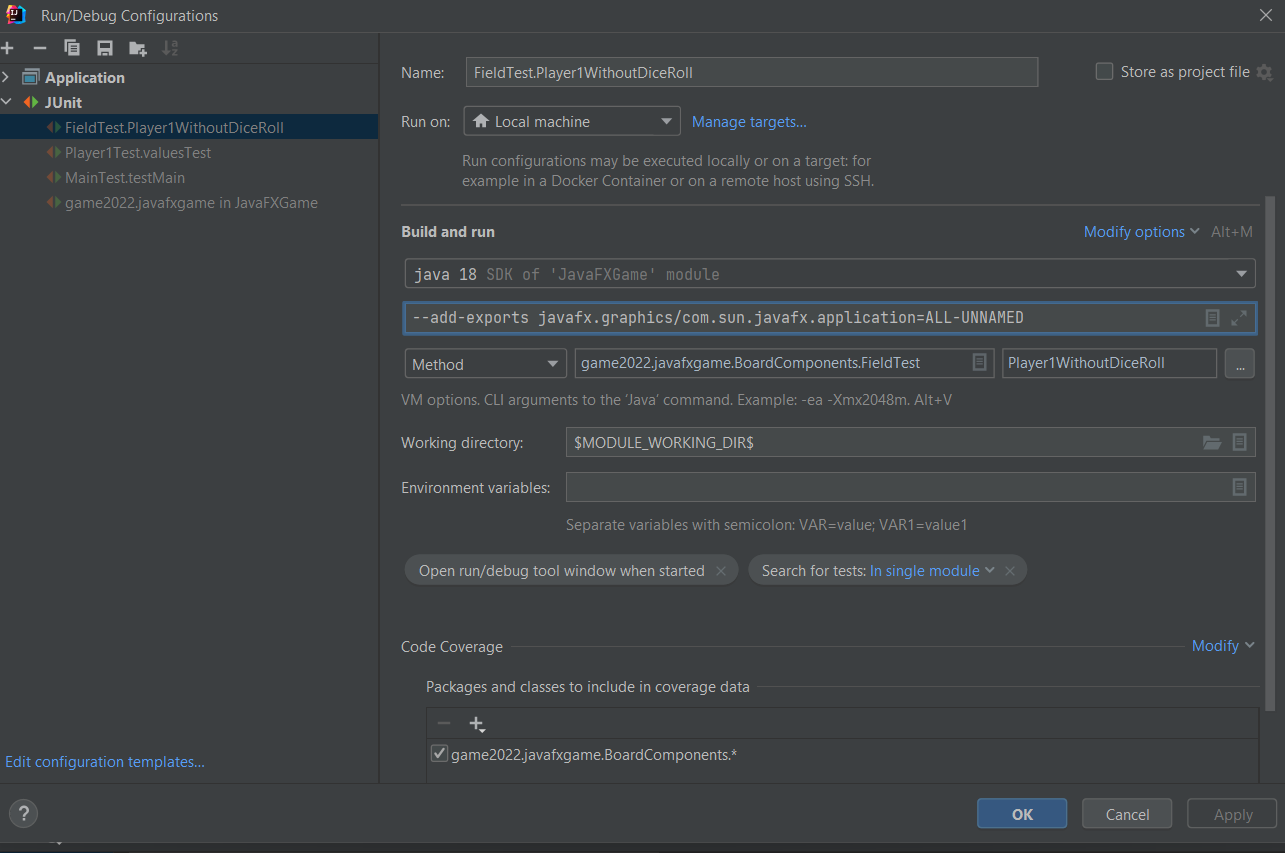 Run/Debug Configurations
Application
JUnit
FieldTest.Player1WithoutDiceRoll
Player1Test.valuesTest
MainTest.testMain
game2022.javafxgame in JavaFXGame
Edit configuration templates...
Name: FieldTest.Player1WithoutDiceRoll Store as project file
Run on: Local machine Manage targets...
Run configurations may be executed locally or on a target: for
example in a Docker Container or on a remote host using SSH.
Build and run Modify options Alt+M
java 18 SDK of 'JavaFXGame' module
--add-exports javafx.graphics/com.sun.javafx.application=ALL-UNNAMED
Method game2022.javafxgame.BoardComponents.FieldTest Player1WithoutDiceRoll ...
VM options. CLI arguments to the 'Java' command. Example: -ea -Xmx2048m. Alt+V
Working directory: $MODULE_WORKING_DIR$
Environment variables:
Separate variables with semicolon: VAR=value; VAR1=value1
Open run/debug tool window when started Search for tests: In single module
Code Coverage Modify
Packages and classes to include in coverage data
game2022.javafxgame.BoardComponents.*
? OK Cancel Apply